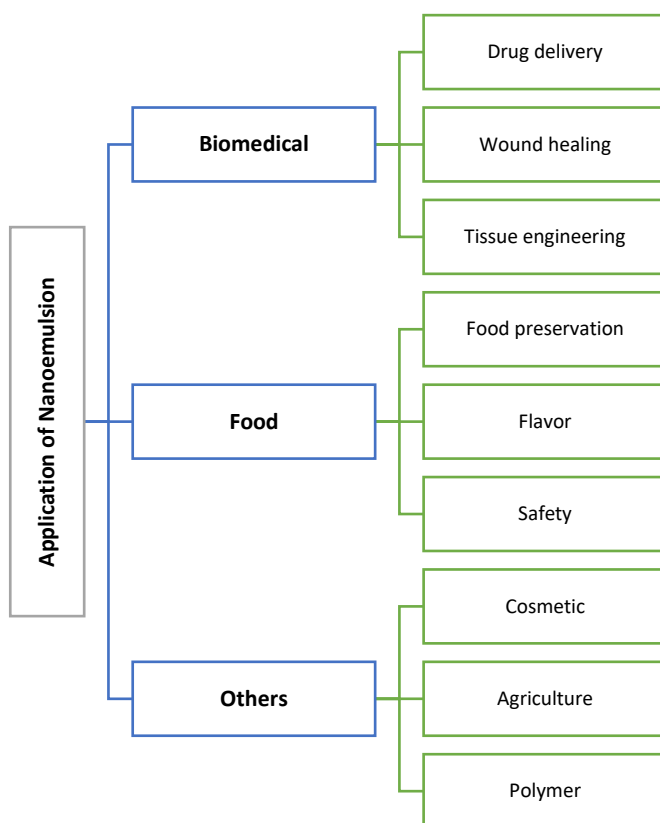 Application of Nanoemulsion
Biomedical
Drug delivery
Wound healing
Tissue engineering
Food
Food preservation
Flavor
Safety
Others
Cosmetic
Agriculture
Polymer